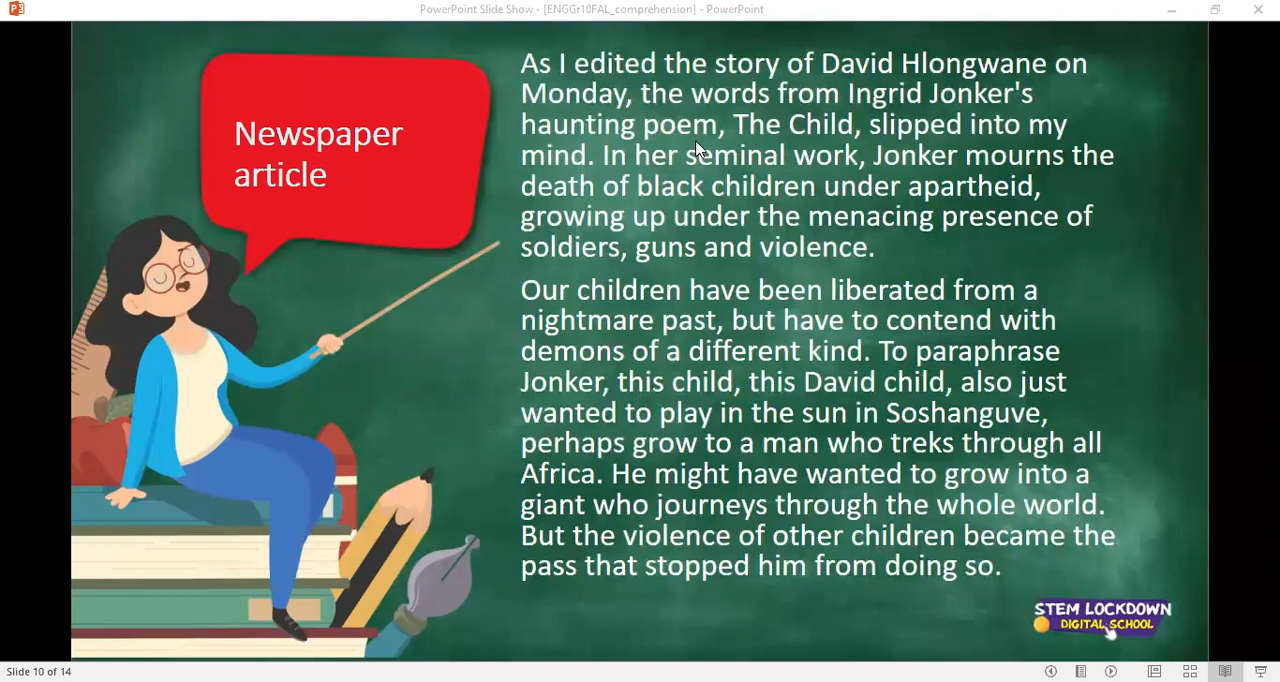 PowerPoint Slide Show - [ENGGr10FAL_comprehension] - PowerPoint
Newspaper
article
As I edited the story of David Hlongwane on
Monday, the words from Ingrid Jonker's
haunting poem, The Child, slipped into my
mind. In her seminal work, Jonker mourns the
death of black children under apartheid,
growing up under the menacing presence of
soldiers, guns and violence.
Our children have been liberated from a
nightmare past, but have to contend with
demons of a different kind. To paraphrase
Jonker, this child, this David child, also just
wanted to play in the sun in Soshanguve,
perhaps grow to a man who treks through all
Africa. He might have wanted to grow into a
giant who journeys through the whole world.
But the violence of other children became the
pass that stopped him from doing so.
STEM LOCKDOWN
DIGITAL SCHOOL
Slide 10 of 14